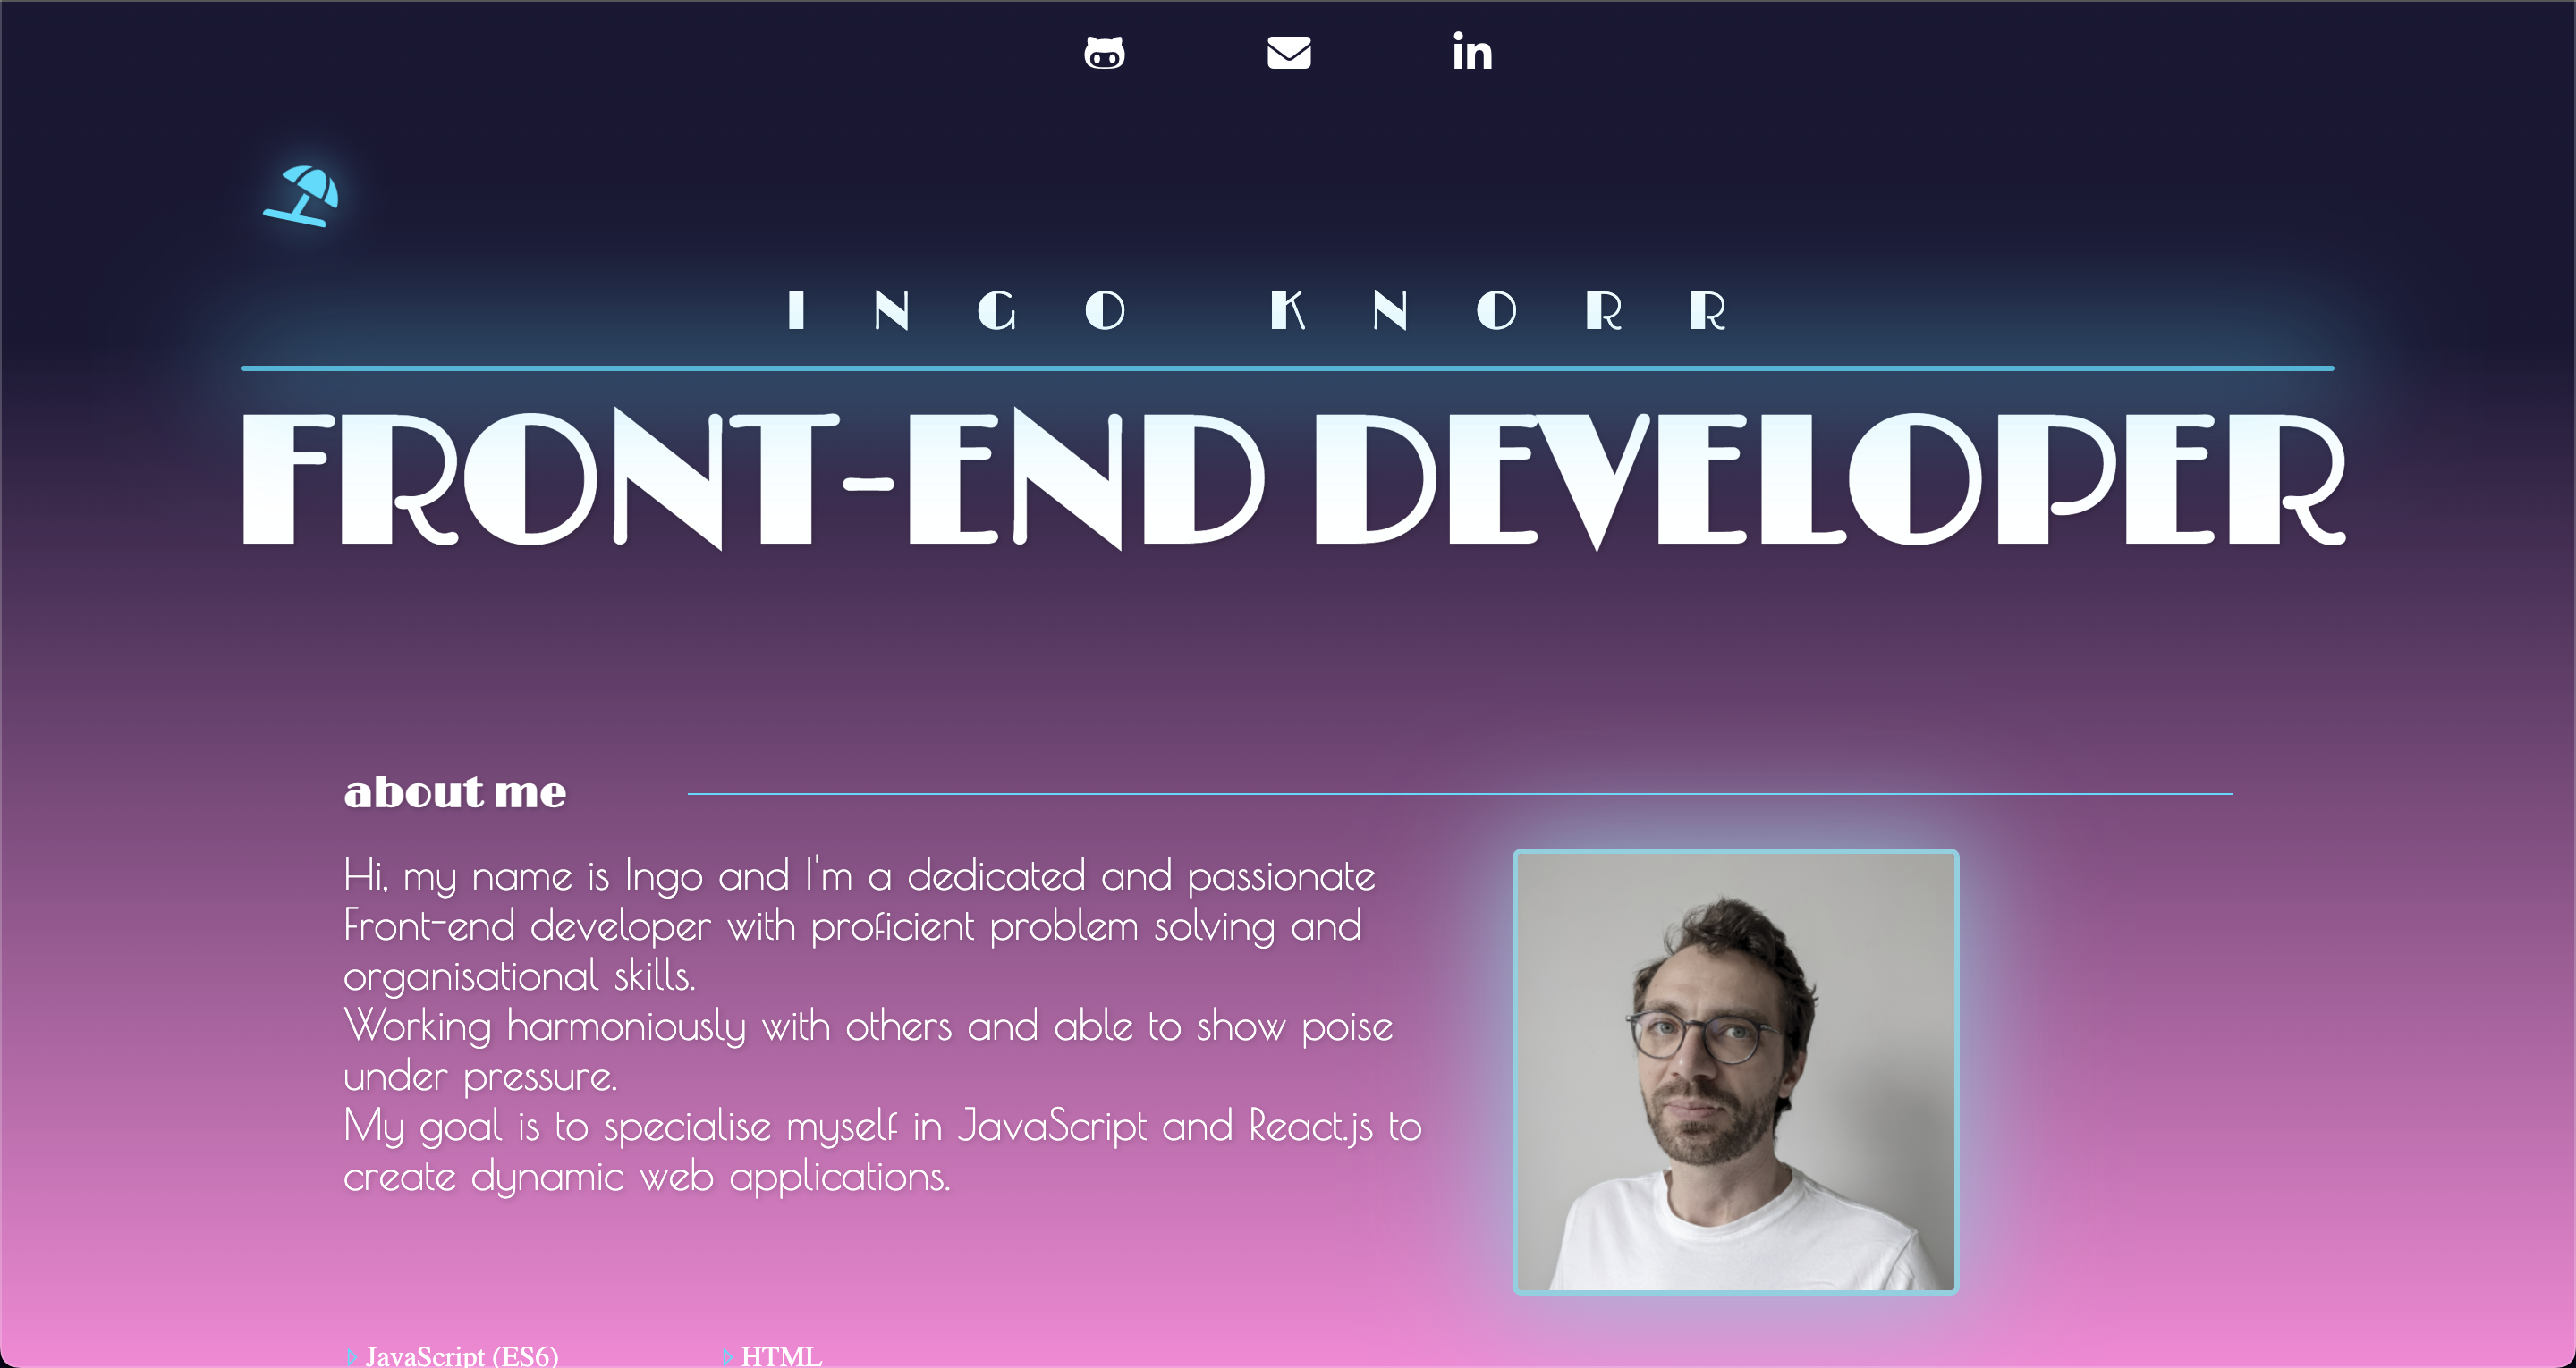 in
INGO KNORR
FRONT-END DEVELOPER
about me
Hi, my name is Ingo and I'm a dedicated and passionate
Front-end developer with proficient problem solving and
organisational skills.
Working harmoniously with others and able to show poise
under pressure.
My goal is to specialise myself in JavaScript and React.js to
create dynamic web applications.
JavaScript (ES6) HTML